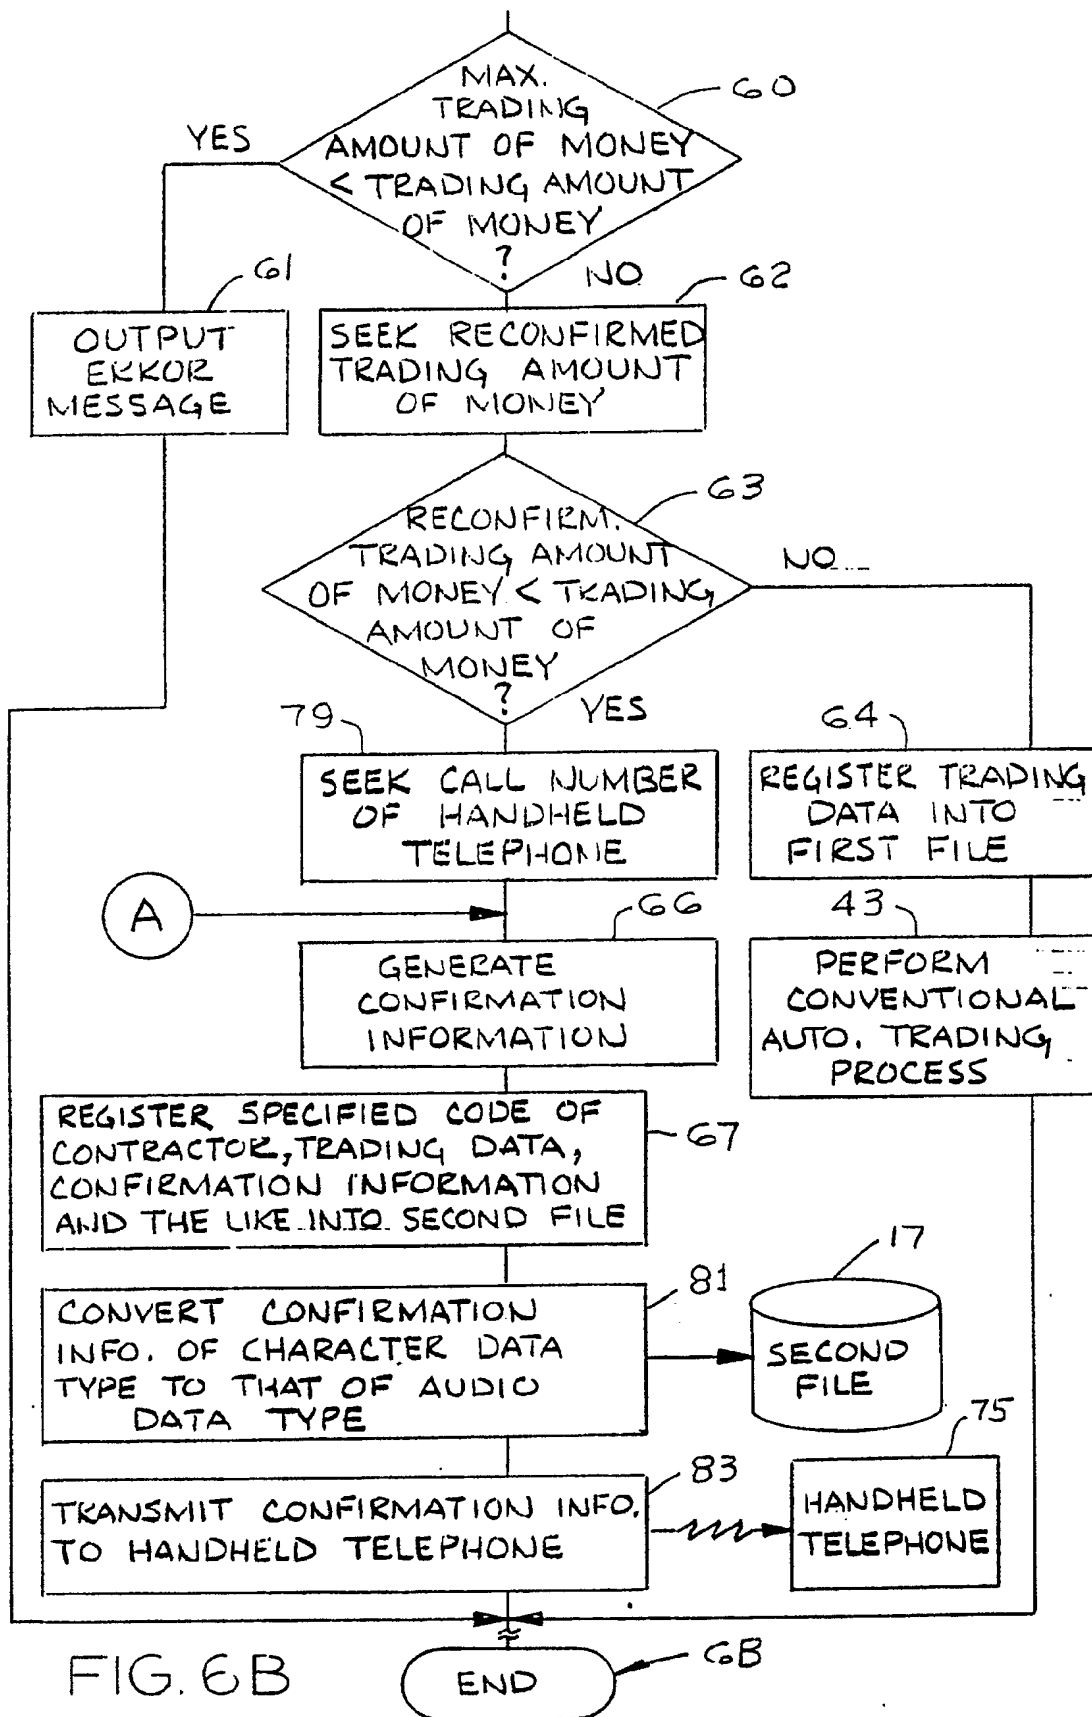 MAX.
TRADING
AMOUNT OF MONEY
< TRADING AMOUNT
OF MONEY
?
60
YES
NO
61
OUTPUT
ERROR
MESSAGE
62
SEEK RECONFIRMED
TRADING AMOUNT
OF MONEY
63
RECONFIRM.
TRADING AMOUNT
OF MONEY < TRADING
AMOUNT OF
MONEY
?
NO
YES
79
SEEK CALL NUMBER
OF HANDHELD
TELEPHONE
64
REGISTER TRADING
DATA INTO
FIRST FILE
A
66
GENERATE
CONFIRMATION
INFORMATION
43
PERFORM
CONVENTIONAL
AUTO. TRADING
PROCESS
REGISTER SPECIFIED CODE OF
CONTRACTOR, TRADING DATA,
CONFIRMATION INFORMATION
AND THE LIKE INTO SECOND FILE
67
81
CONVERT CONFIRMATION
INFO. OF CHARACTER DATA
TYPE TO THAT OF AUDIO
DATA TYPE
17
SECOND
FILE
83
TRANSMIT CONFIRMATION INFO.
TO HANDHELD TELEPHONE
75
HANDHELD
TELEPHONE
END
6B
FIG. 6B